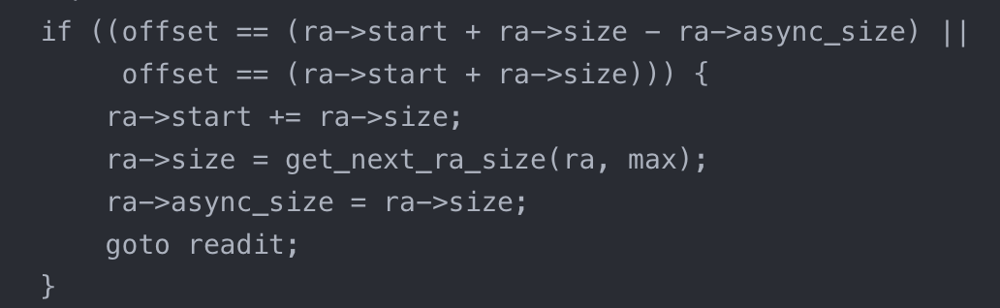 if ((offset == (ra->start + ra->size - ra->async_size) ||
     offset == (ra->start + ra->size))) {
    ra->start += ra->size;
    ra->size = get_next_ra_size(ra, max);
    ra->async_size = ra->size;
    goto readit;
}